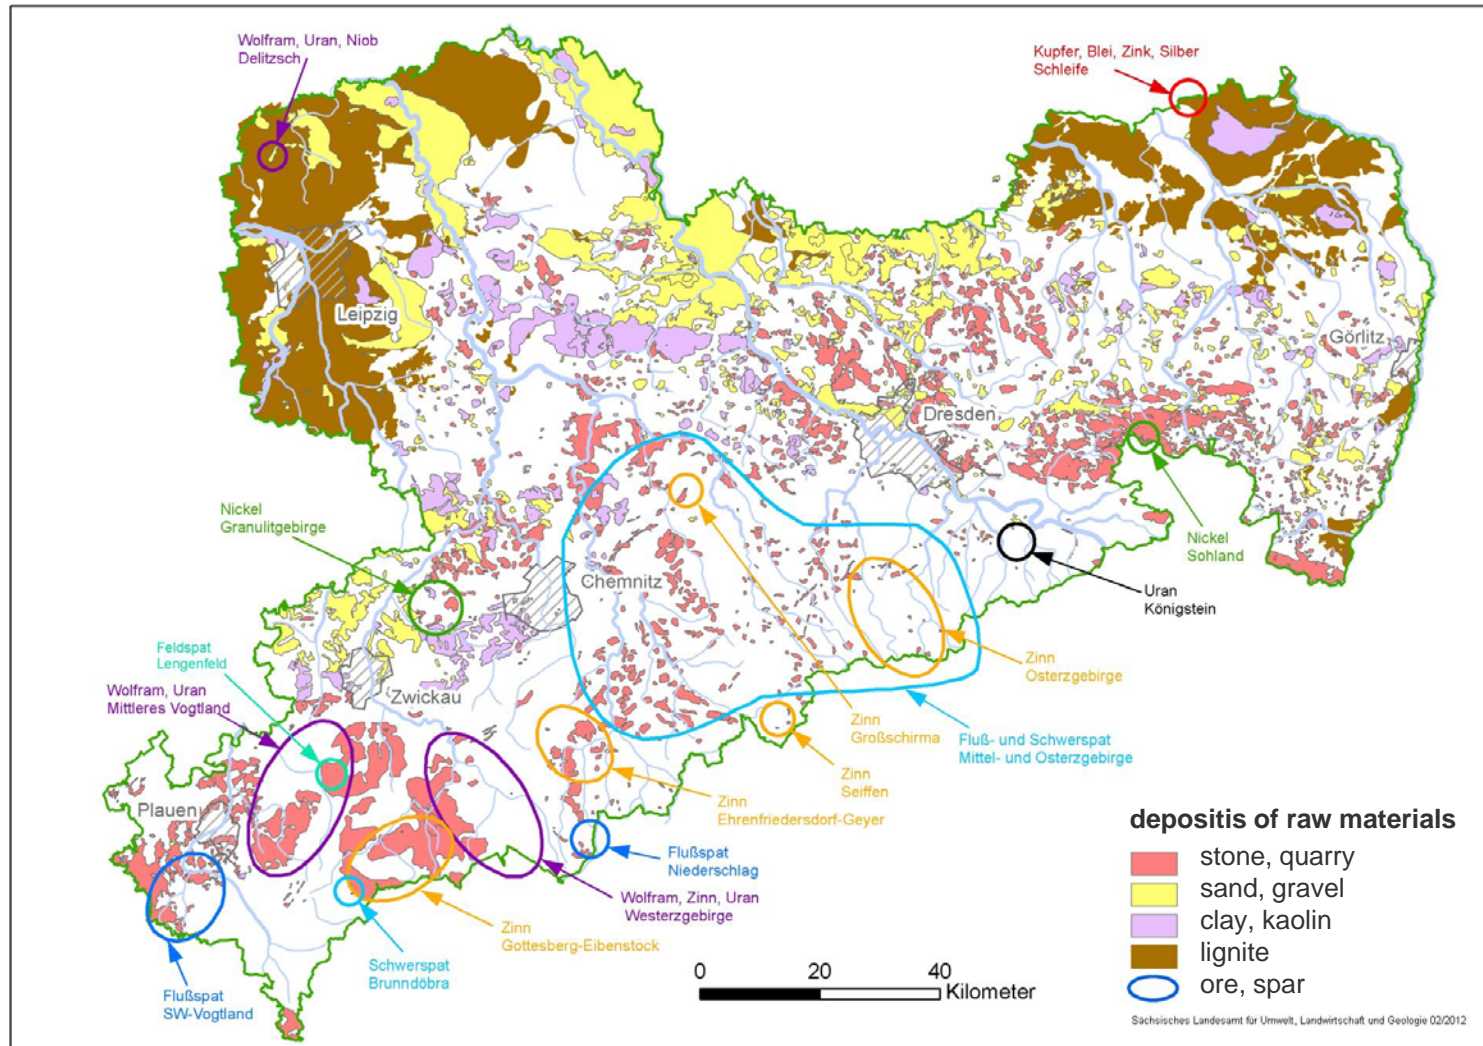 Wolfram, Uran, Niob
Delitzsch
Kupfer, Blei, Zink, Silber
Schleife
Leipzig
Görlitz
Dresden
Nickel
Granulitgebirge
Nickel
Sohland
Chemnitz
Uran
Königstein
Feldspat
Lengenfeld
Wolfram, Uran
Mittleres Vogtland
Zwickau
Zinn
Osterzgebirge
Zinn
Großschirma
Fluß- und Schwerspat
Mittel- und Osterzgebirge
Zinn
Seiffen
Zinn
Ehrenfriedersdorf-Geyer
Plauen
Flußspat
Niederschlag
Wolfram, Zinn, Uran
Westerzgebirge
Zinn
Gottesberg-Eibenstock
Schwerspat
Brunndöbra
Flußspat
SW-Vogtland
0 20 40
Kilometer
depositis of raw materials
stone, quarry
sand, gravel
clay, kaolin
lignite
ore, spar
Sächsisches Landesamt für Umwelt, Landwirtschaft und Geologie 02/2012